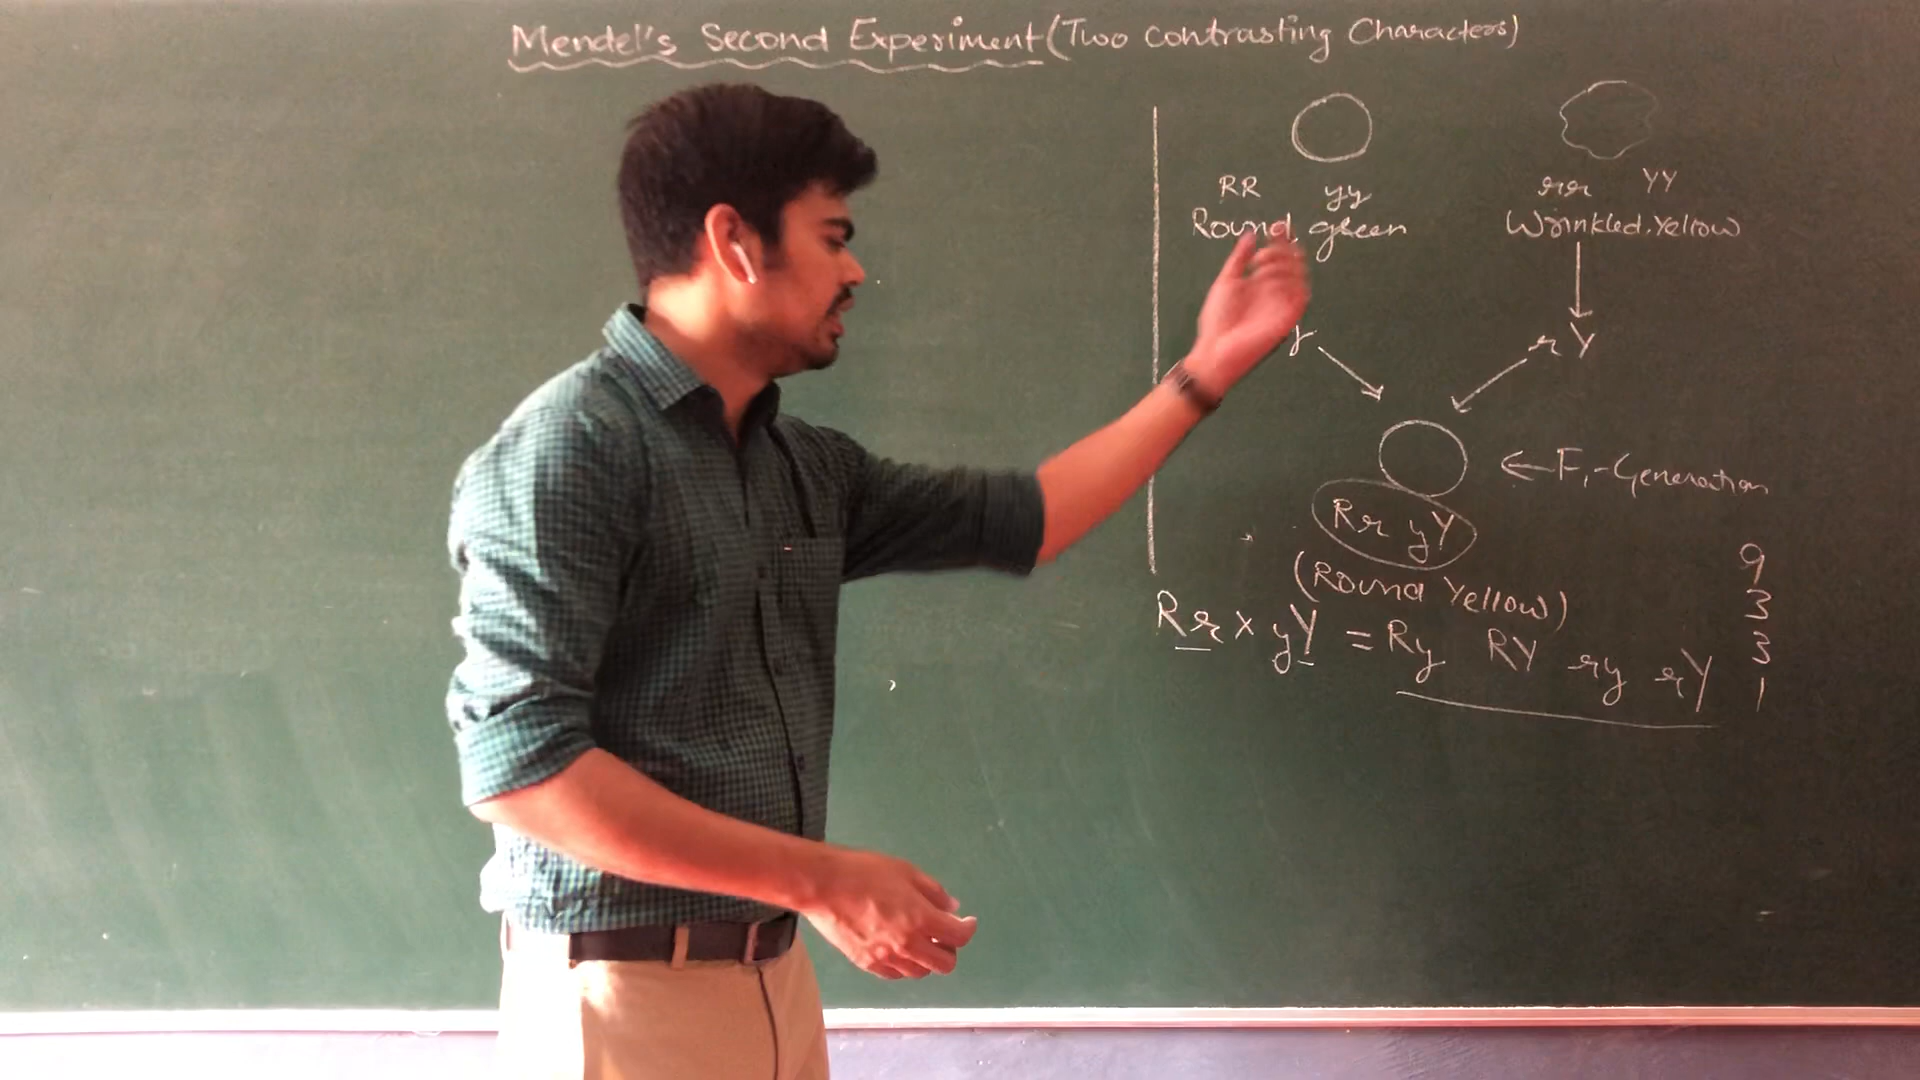 Mendel's Second Experiment (Two contrasting Characters)
RR yy rr YY
Round, green Wrinkled, Yellow
y rY
← F1-Generation
Rr yY
(Round Yellow)
Rr x yY = Ry RY ry rY
9
3
3
1